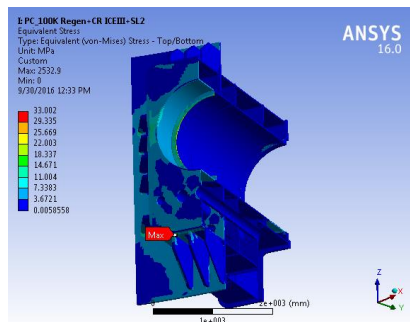 I: PC_100K Regen+CR ICEIII+SL2
Equivalent Stress
Type: Equivalent (von-Mises) Stress - Top/Bottom
Unit: MPa
Custom
Max: 2532.9
Min: 0
9/30/2016 12:33 PM
33.002
29.335
25.669
22.003
18.337
14.671
11.004
7.3383
3.6721
0.0058558
ANSYS
16.0
Max
2e+003 (mm)
1e+003
Z
X
Y